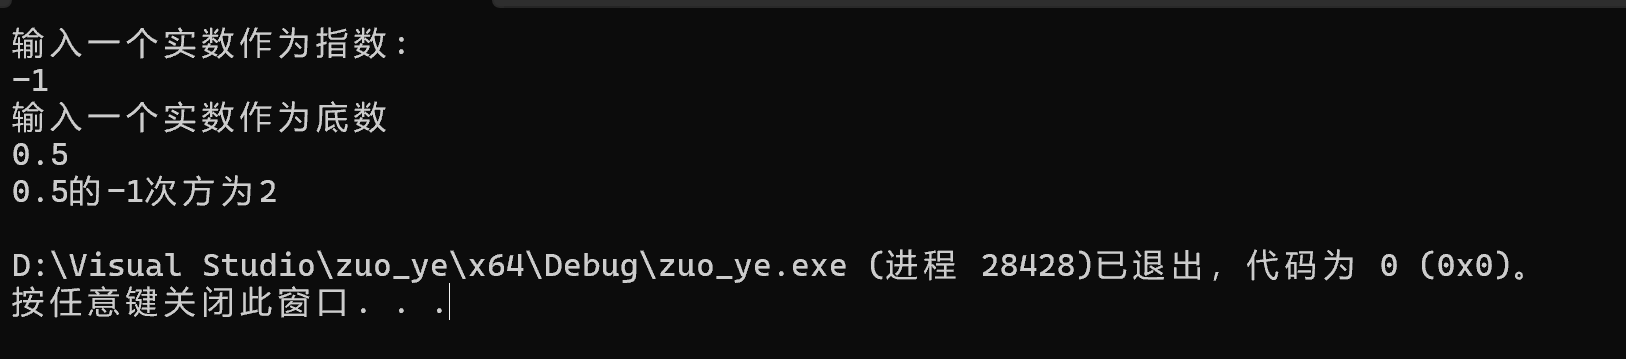 输入一个实数作为指数：
-1
输入一个实数作为底数
0.5
0.5的-1次方为2
D:\Visual Studio\zuo_ye\x64\Debug\zuo_ye.exe (进程 28428)已退出，代码为 0 (0x0)。
按任意键关闭此窗口. . .